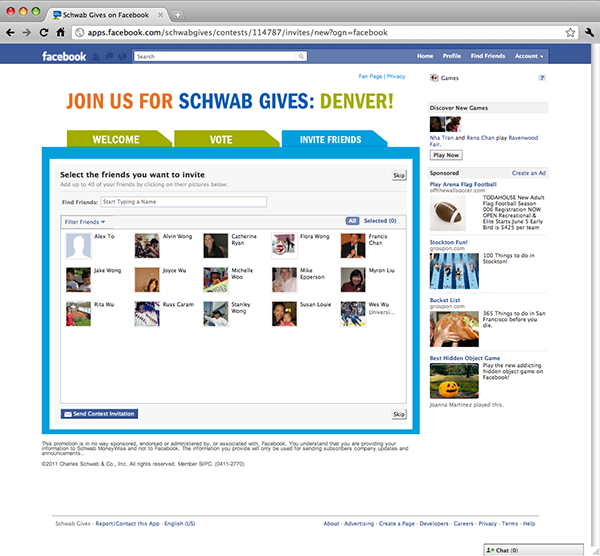 Schwab Gives on Facebook
apps.facebook.com/schwabgives/contests/114787/invites/new?ogn=facebook
facebook
Search
Home Profile Find Friends Account
Fan Page | Privacy
JOIN US FOR SCHWAB GIVES: DENVER!
WELCOME
VOTE
INVITE FRIENDS
Select the friends you want to invite
Add up to 40 of your friends by clicking on their pictures below.
Skip
Find Friends: Start Typing a Name
Filter Friends
All Selected (0)
Alex To
Alvin Wong
Catherine
Ryan
Flora Wong
Francis
Chan
Jake Wong
Joyce Wu
Michelle
Woo
Mike
Epperson
Myron Liu
Rita Wu
Russ Garam
Stanley
Wong
Susan Louie
Wes Wu
Universi...
Send Contest Invitation
Skip
This promotion is in no way sponsored, endorsed or administered by, or associated with, Facebook. You understand that you are providing your
information to Schwab MoneyWise and not to Facebook. The information you provide will only be used for sending subscribers company updates and
announcements..
©2011 Charles Schwab & Co., Inc. All rights reserved. Member SIPC. (0411-2770)
Games
7
Discover New Games
Nha Tran and Rena Chan play Ravenwood
Fair.
Play Now
Sponsored
Create an Ad
Play Arena Flag Football
offthewallsoccer.com
TODAHOUSE New Adult
Flag Football Season
006 Registration NOW
OPEN Recreational &
Elite Starts June 5 Early
Bird is $425 per team
Stockton Fun!
groupon.com
100 Things to do in
Stockton!
Bucket List
groupon.com
365 Things to do in
San Francisco before you
die.
Best Hidden Object Game
Play the new addicting
hidden object game on
Facebook!
Joanna Martinez played this.
Schwab Gives · Report/Contact this App · English (US)
About · Advertising · Create a Page · Developers · Careers · Privacy · Terms · Help
Chat (0)